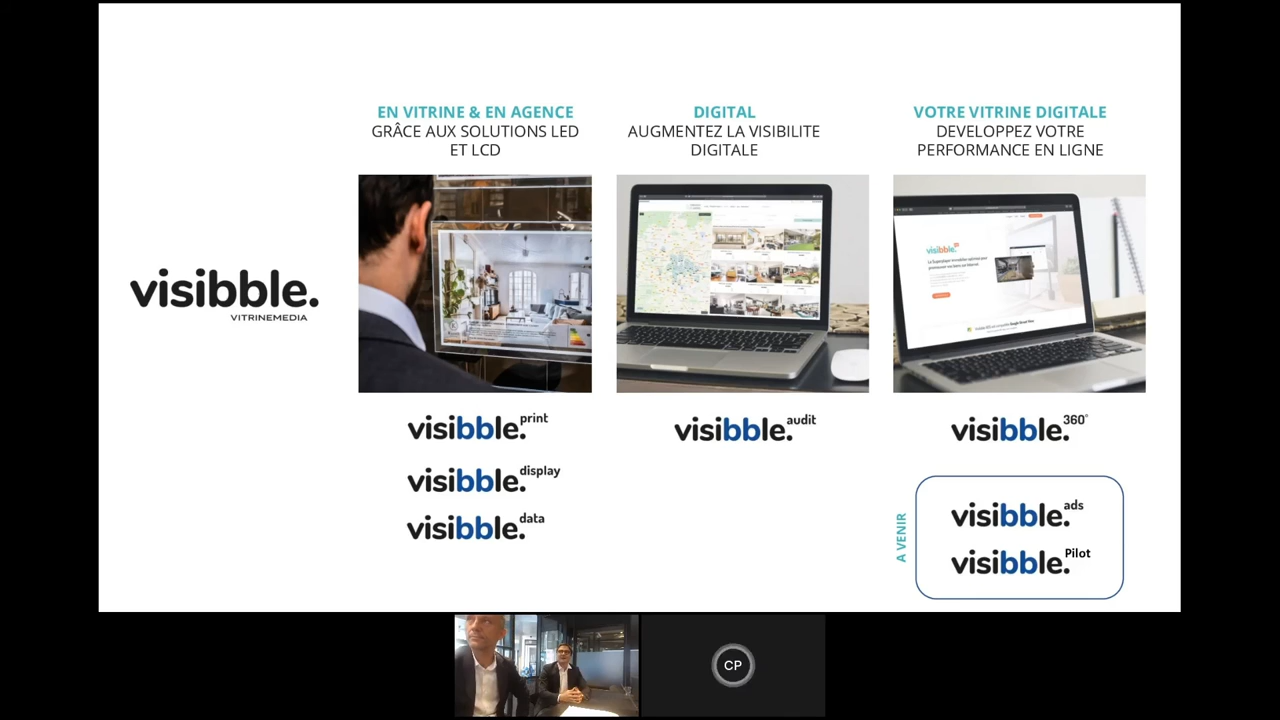 EN VITRINE & EN AGENCE
GRÂCE AUX SOLUTIONS LED
ET LCD
DIGITAL
AUGMENTEZ LA VISIBILITE
DIGITALE
VOTRE VITRINE DIGITALE
DEVELOPPEZ VOTRE
PERFORMANCE EN LIGNE
visibble.
VITRINEMEDIA
visibble.
visibble.print
visibble.display
visibble.data
visibble.audit
visibble.360°
A VENIR
visibble.ads
visibble.Pilot
CP